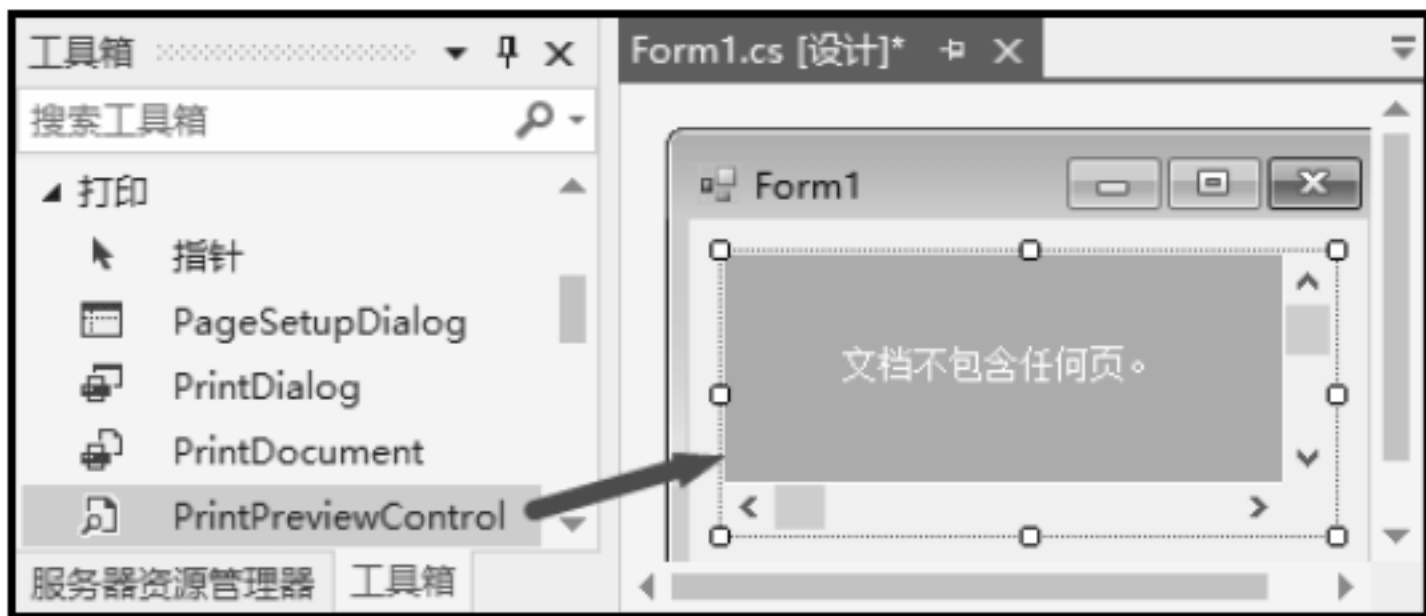 工具箱
搜索工具箱
打印
指针
PageSetupDialog
PrintDialog
PrintDocument
PrintPreviewControl
服务器资源管理器 工具箱
Form1.cs [设计]*
Form1
文档不包含任何页。